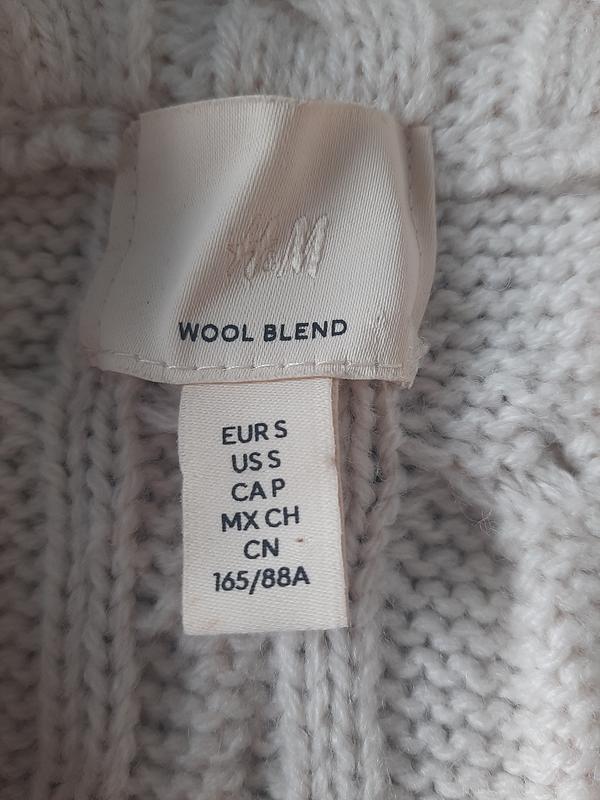 H&M
WOOL BLEND
EUR S
US S
CA P
MX CH
CN
165/88A